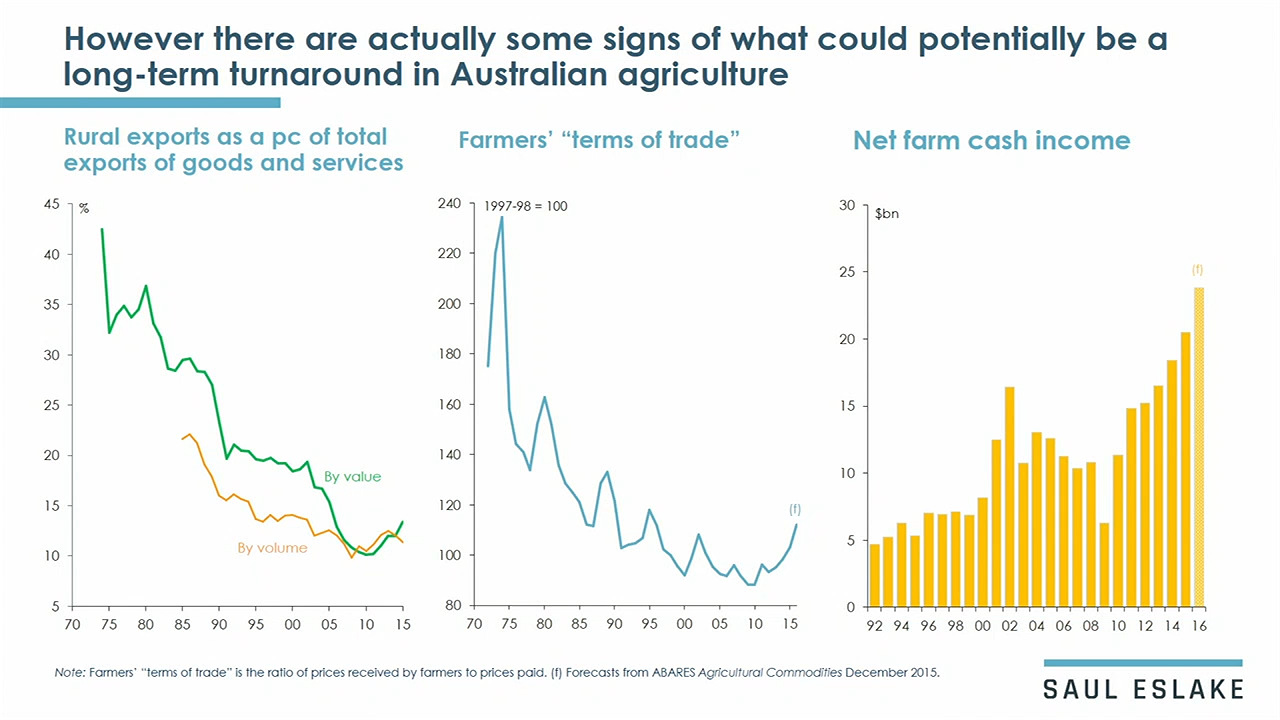 However there are actually some signs of what could potentially be a
long-term turnaround in Australian agriculture
Rural exports as a pc of total
exports of goods and services
45
%
40
35
30
25
20
15
10
5
By value
By volume
70 75 80 85 90 95 00 05 10 15
Farmers’ “terms of trade”
240
1997-98 = 100
220
200
180
160
140
120
100
80
(f)
70 75 80 85 90 95 00 05 10 15
Net farm cash income
30
$bn
25
20
15
10
5
0
(f)
92 94 96 98 00 02 04 06 08 10 12 14 16
Note: Farmers’ “terms of trade” is the ratio of prices received by farmers to prices paid. (f) Forecasts from ABARES Agricultural Commodities December 2015.
SAUL ESLAKE